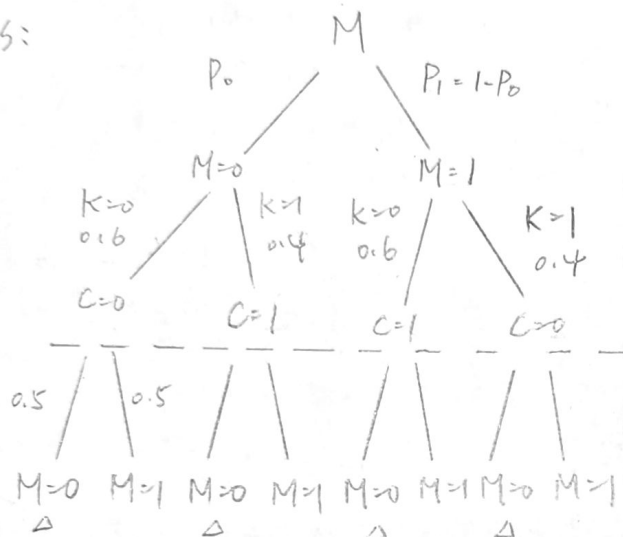 S:
M
P₀ P₁ = 1-P₀
M=0 M=1
K=0 K=1 K=0 K=1
0.6 0.4 0.6 0.4
C=0 C=1 C=1 C=0
0.5 0.5
M=0 M=1 M=0 M=1 M=0 M=1 M=0 M=1
△ △ △ △